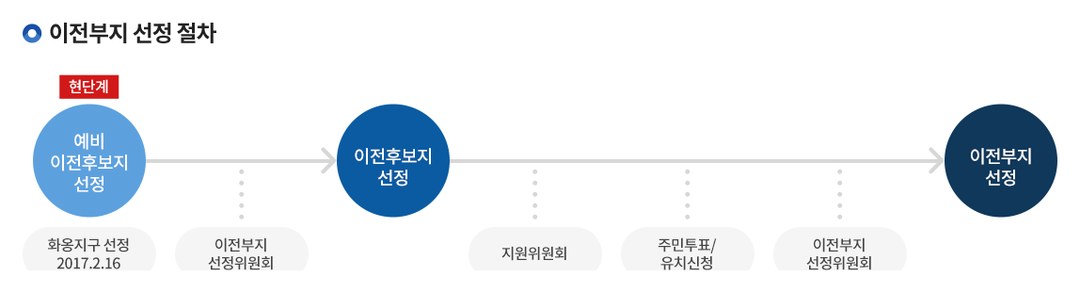 이전부지 선정 절차
현단계
예비
이전후보지
선정
이전후보지
선정
이전부지
선정
화옹지구 선정
2017.2.16
이전부지
선정위원회
지원위원회
주민투표/
유치신청
이전부지
선정위원회